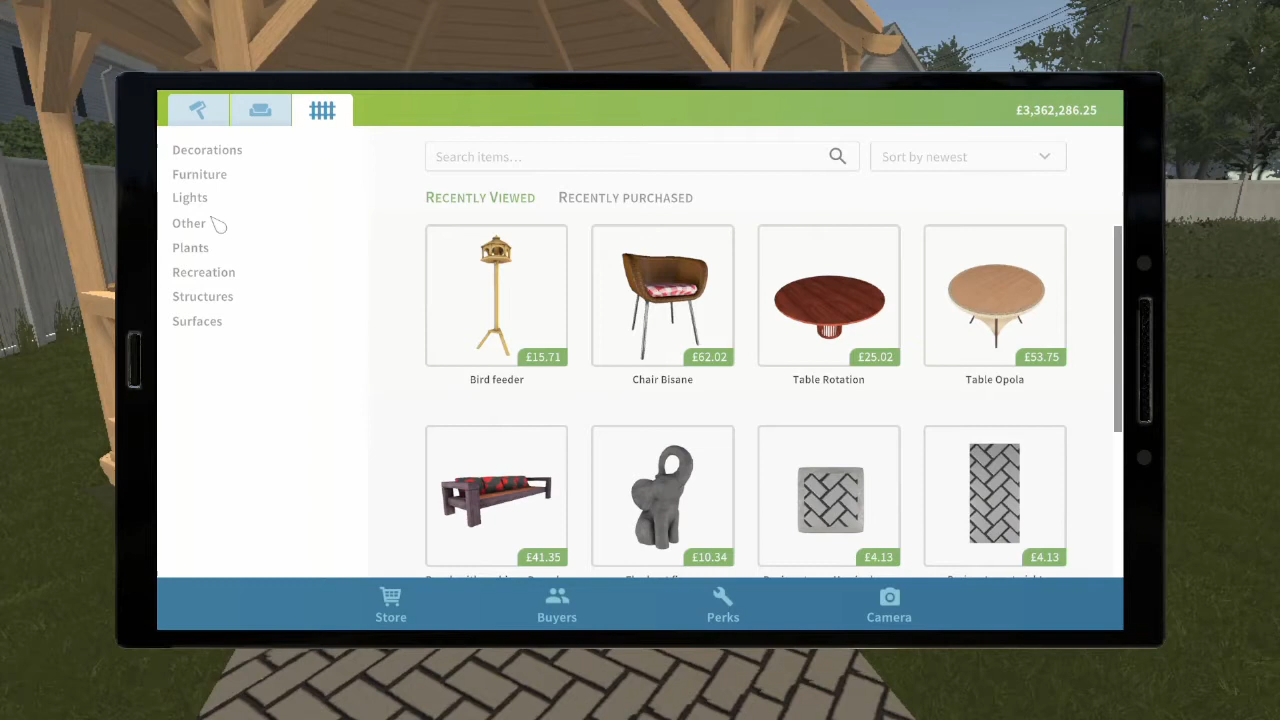 £3,362,286.25
Decorations
Furniture
Lights
Other
Plants
Recreation
Structures
Surfaces
Search items...
Sort by newest
Recently Viewed
Recently purchased
£15.71
£62.02
£25.02
£53.75
Bird feeder
Chair Bisane
Table Rotation
Table Opola
£41.35
£10.34
£4.13
£4.13
Store
Buyers
Perks
Camera